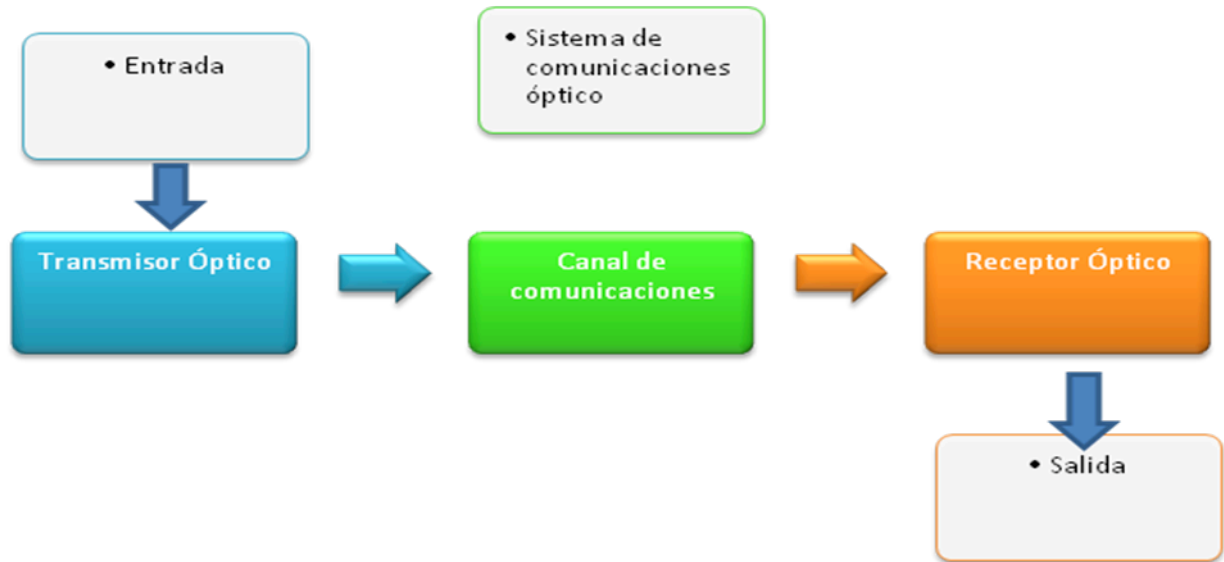 • Entrada
• Sistema de
comunicaciones
óptico
Transmisor Óptico
Canal de
comunicaciones
Receptor Óptico
• Salida